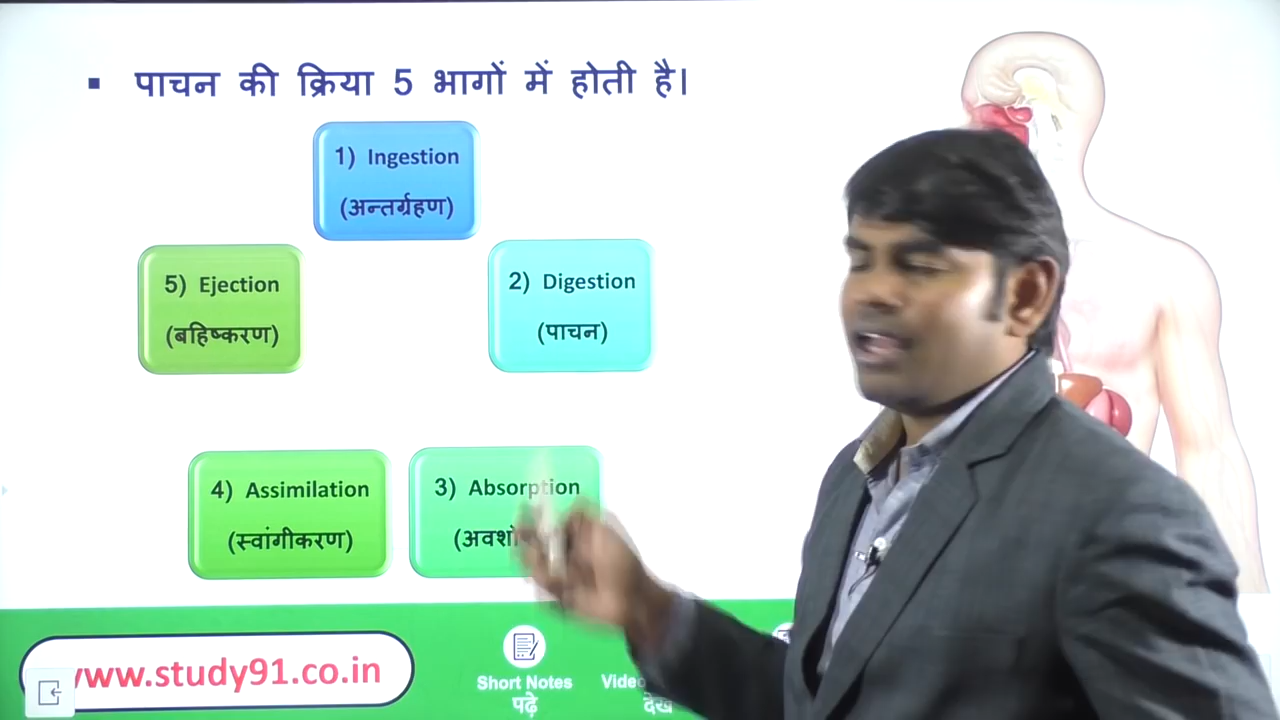 ▪ पाचन की क्रिया 5 भागों में होती है।
1) Ingestion
(अन्तर्ग्रहण)
5) Ejection
(बहिष्करण)
2) Digestion
(पाचन)
4) Assimilation
(स्वांगीकरण)
3) Absorption
www.study91.co.in
Short Notes
पढ़े